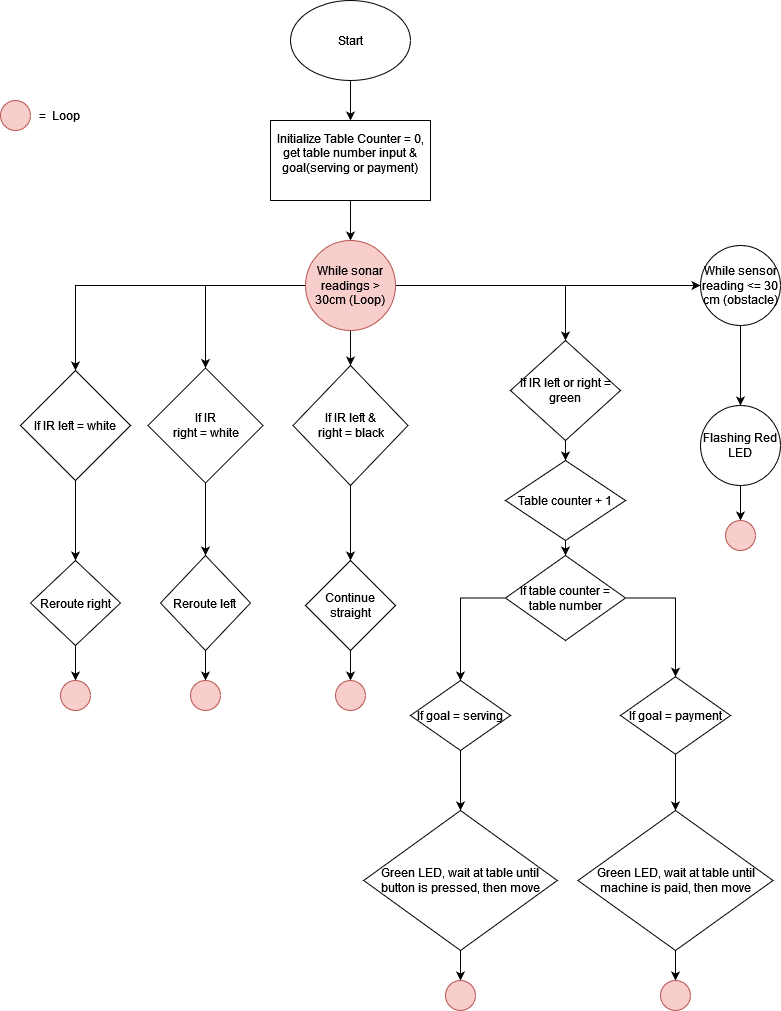 Start
= Loop
Initialize Table Counter = 0,
get table number input &
goal(serving or payment)
While sonar
readings >
30cm (Loop)
While sensor
reading <= 30
cm (obstacle)
If IR left = white
If IR
right = white
If IR left &
right = black
If IR left or right =
green
Flashing Red
LED
Table counter + 1
Reroute right
Reroute left
Continue
straight
If table counter =
table number
If goal = serving
If goal = payment
Green LED, wait at table until
button is pressed, then move
Green LED, wait at table until
machine is paid, then move